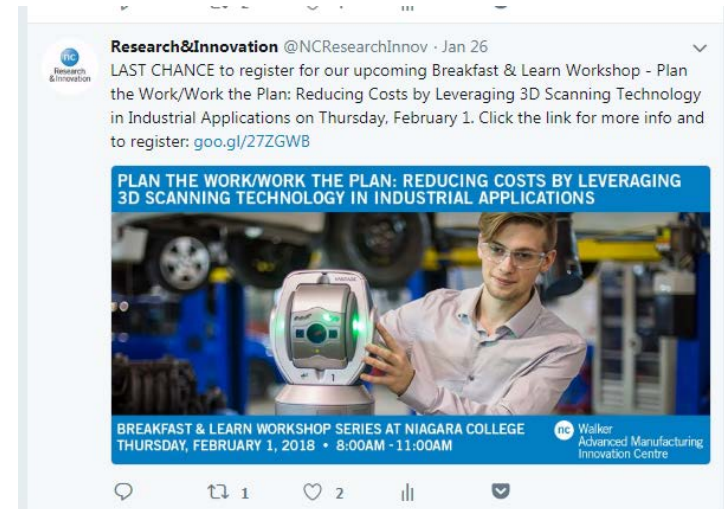 Research&Innovation @NCResearchInnov · Jan 26
nc
Research
& Innovation
LAST CHANCE to register for our upcoming Breakfast & Learn Workshop - Plan
the Work/Work the Plan: Reducing Costs by Leveraging 3D Scanning Technology
in Industrial Applications on Thursday, February 1. Click the link for more info and
to register: goo.gl/27ZGWB
PLAN THE WORK/WORK THE PLAN: REDUCING COSTS BY LEVERAGING
3D SCANNING TECHNOLOGY IN INDUSTRIAL APPLICATIONS
BREAKFAST & LEARN WORKSHOP SERIES AT NIAGARA COLLEGE
THURSDAY, FEBRUARY 1, 2018 • 8:00AM - 11:00AM
nc Walker
Advanced Manufacturing
Innovation Centre
1
2